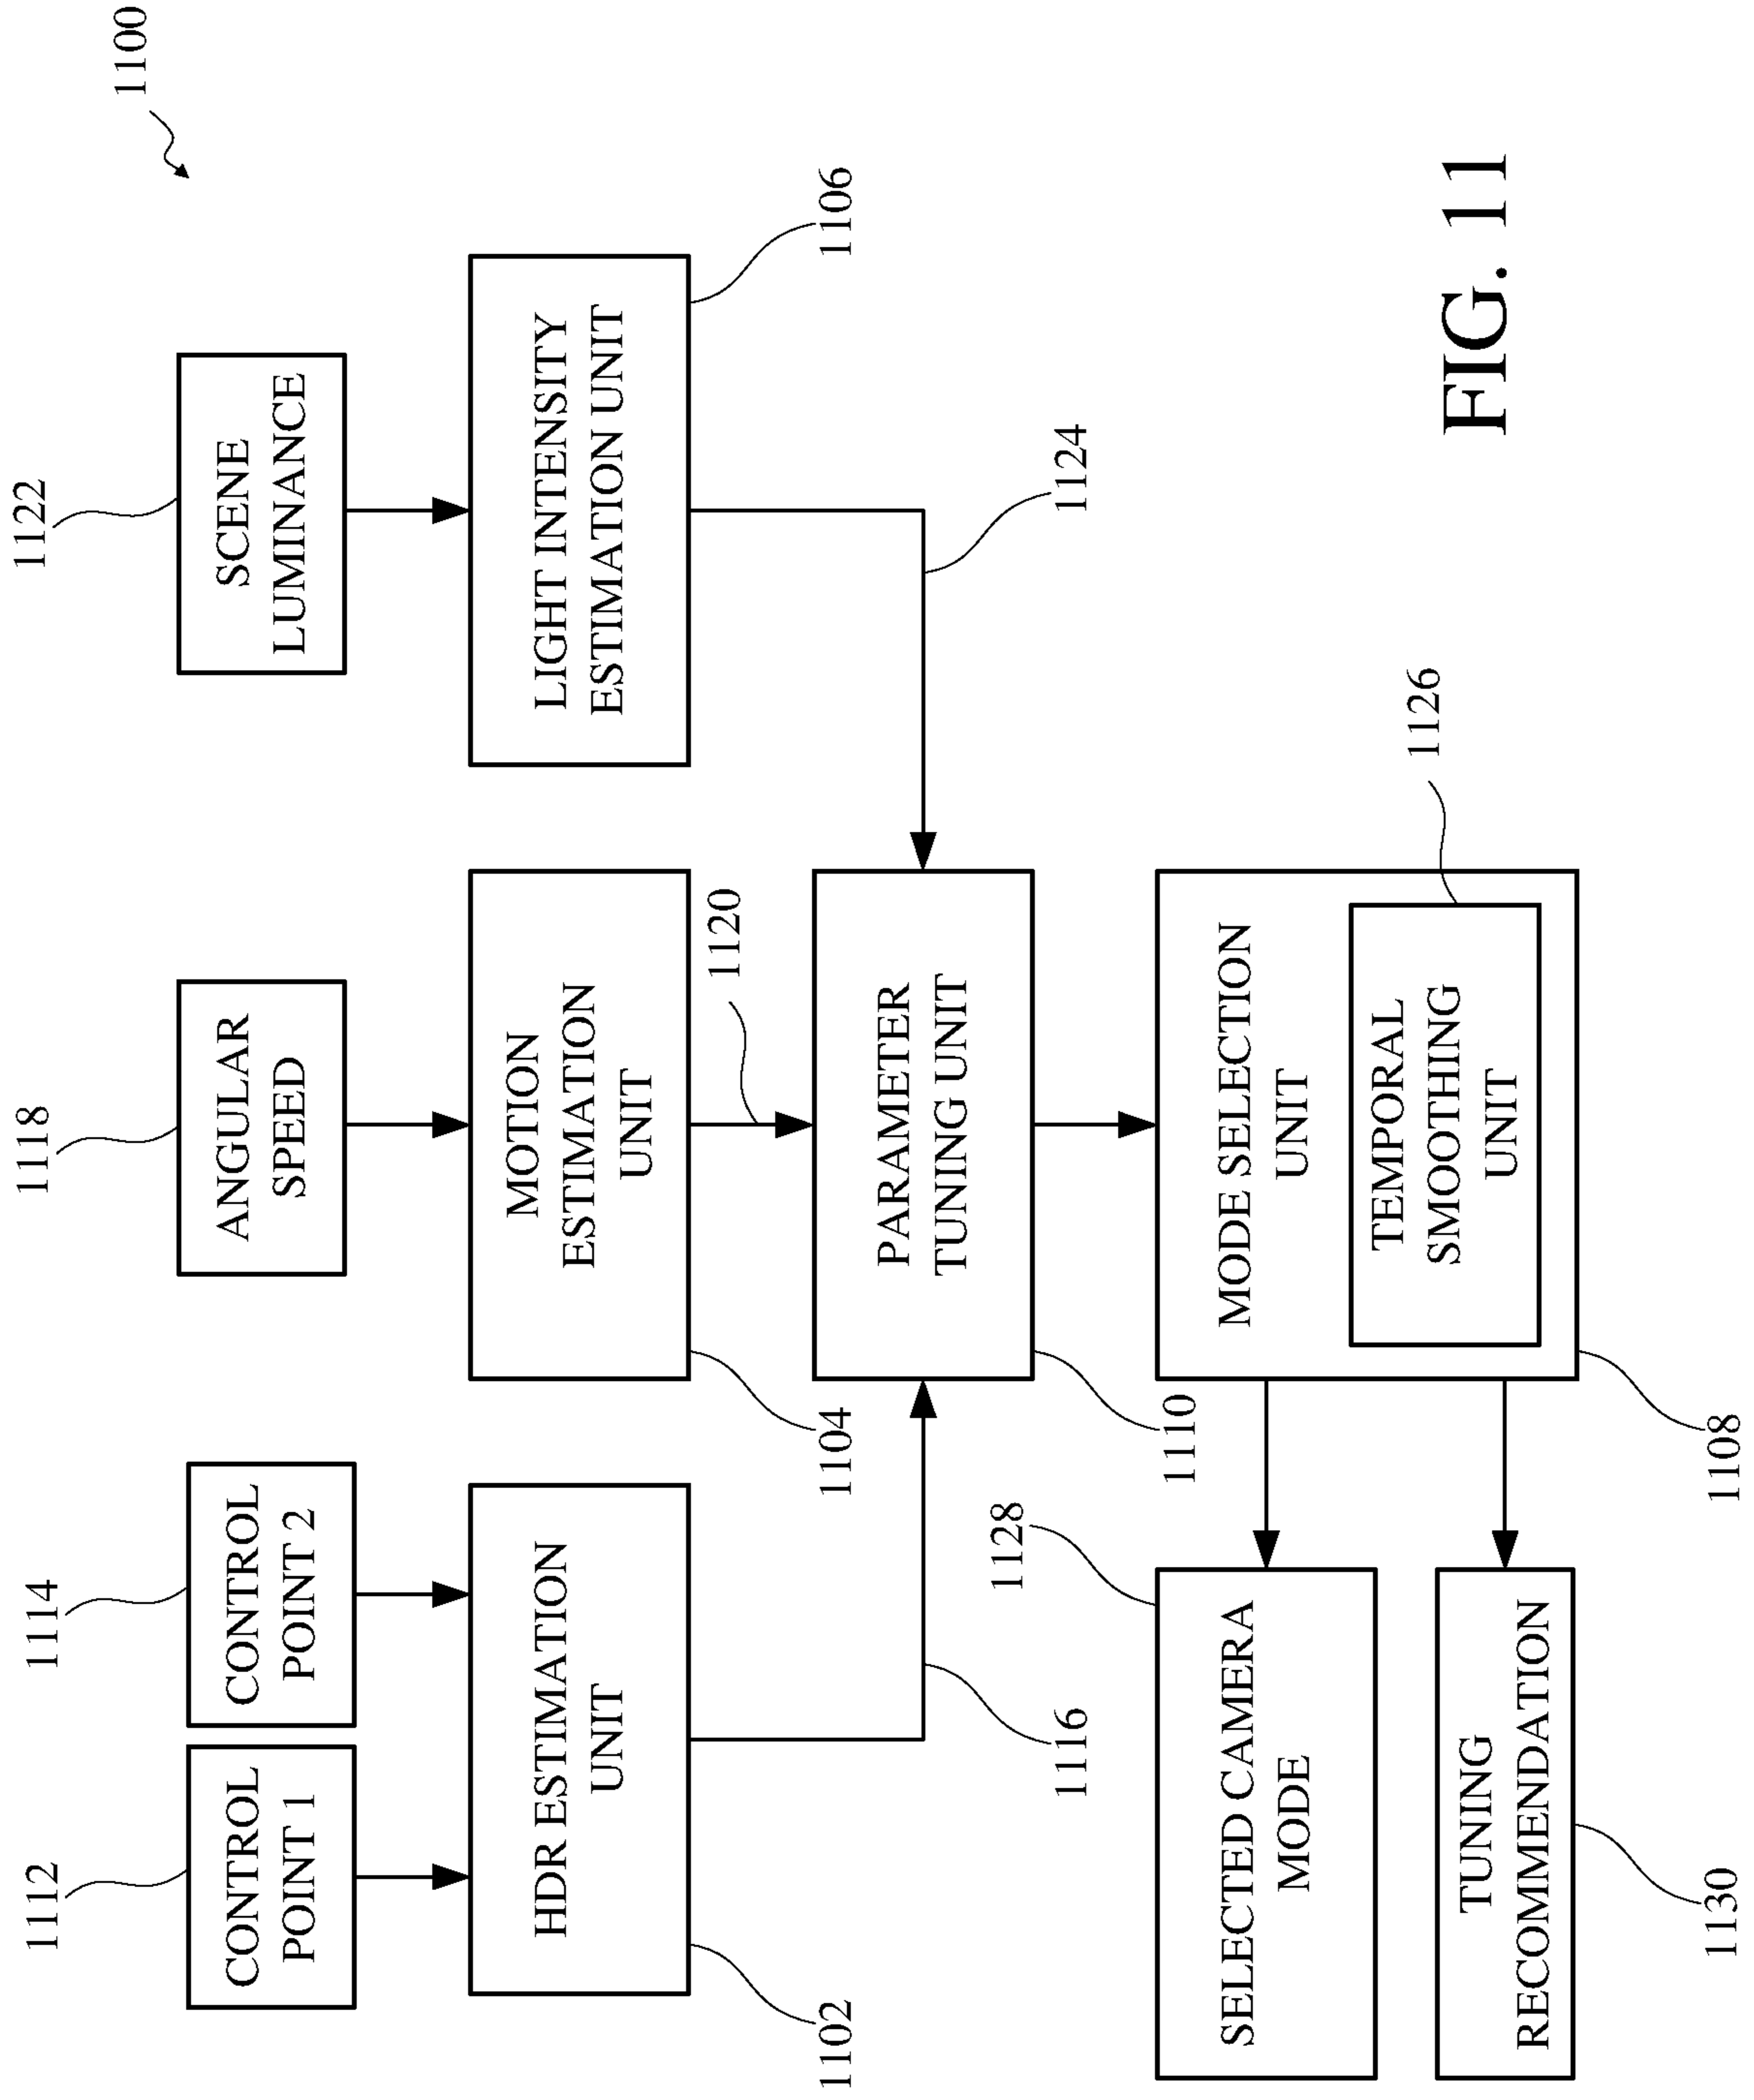 1100
1112
1114
1118
1122
CONTROL
POINT 1
CONTROL
POINT 2
ANGULAR
SPEED
SCENE
LUMINANCE
HDR ESTIMATION
UNIT
MOTION
ESTIMATION
UNIT
LIGHT INTENSITY
ESTIMATION UNIT
1102
1104
1120
1106
PARAMETER
TUNING UNIT
1116
1128
1110
1124
SELECTED CAMERA
MODE
MODE SELECTION
UNIT
TEMPORAL
SMOOTHING
UNIT
1126
TUNING
RECOMMENDATION
1130
1108
FIG. 11